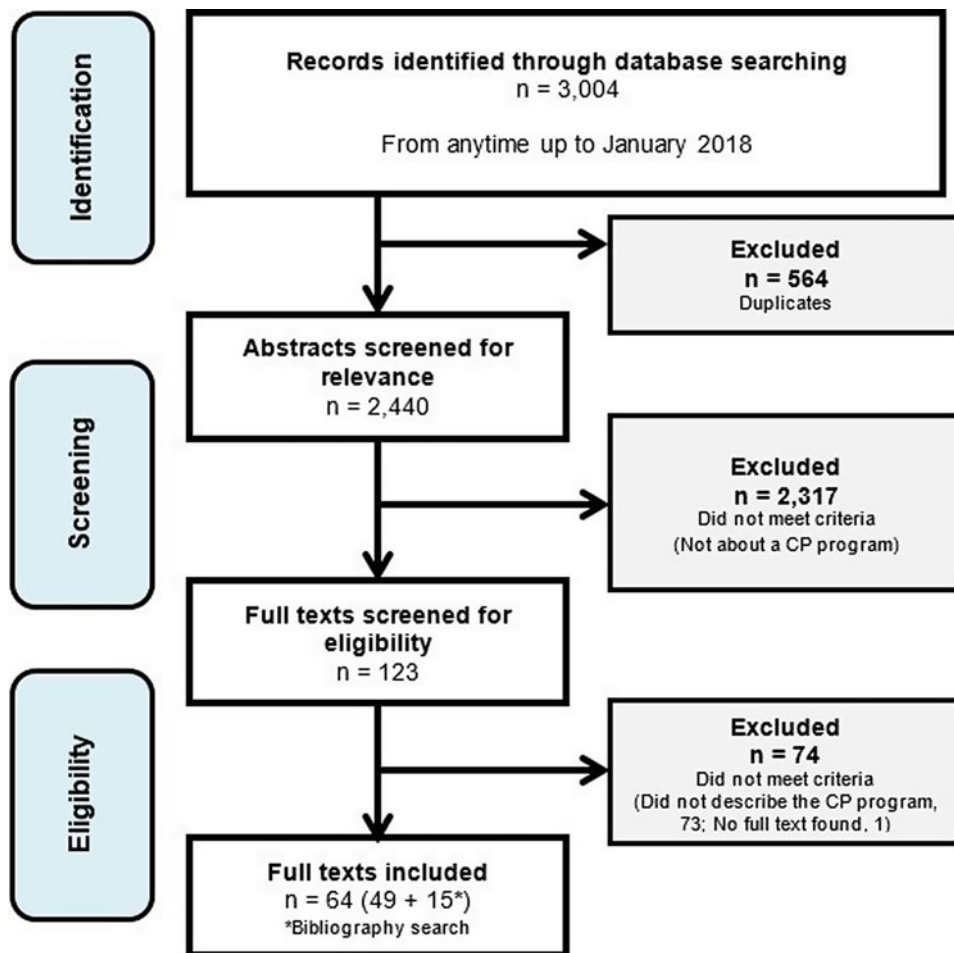 Identification
Records identified through database searching
n = 3,004
From anytime up to January 2018
Excluded
n = 564
Duplicates
Screening
Abstracts screened for
relevance
n = 2,440
Excluded
n = 2,317
Did not meet criteria
(Not about a CP program)
Full texts screened for
eligibility
n = 123
Eligibility
Excluded
n = 74
Did not meet criteria
(Did not describe the CP program,
73; No full text found, 1)
Full texts included
n = 64 (49 + 15*)
*Bibliography search